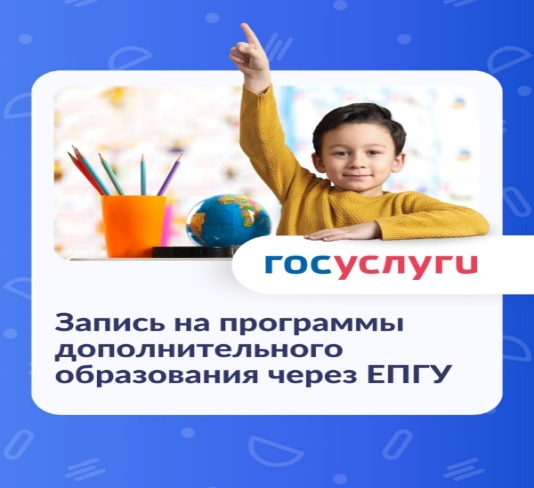 госуслуги
Запись на программы
дополнительного
образования через ЕПГУ